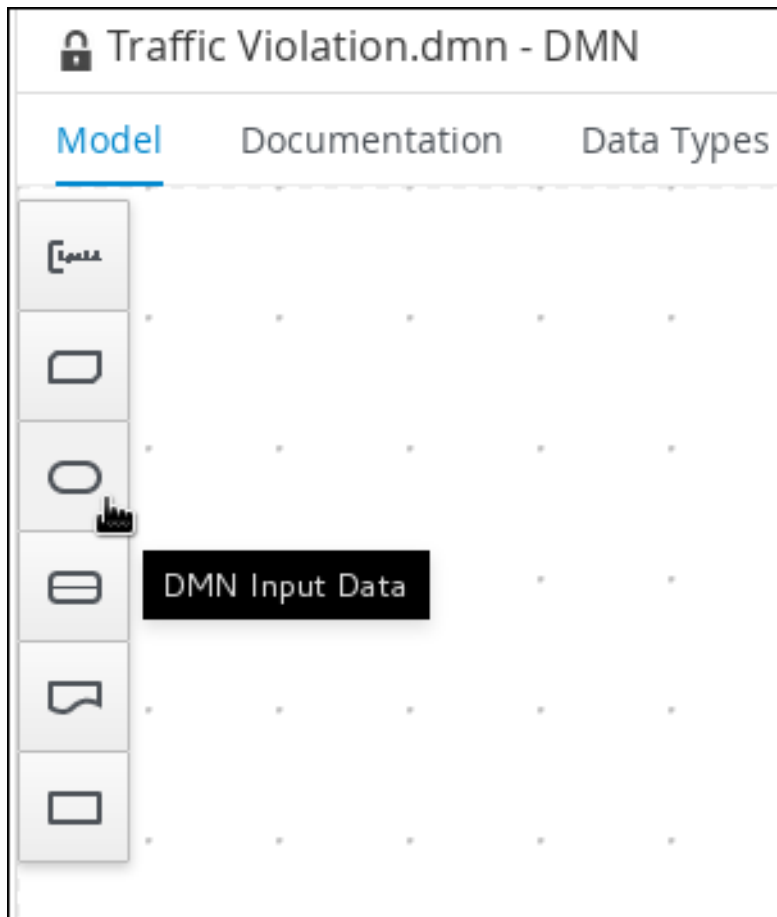 Traffic Violation.dmn - DMN
Model Documentation Data Types
DMN Input Data